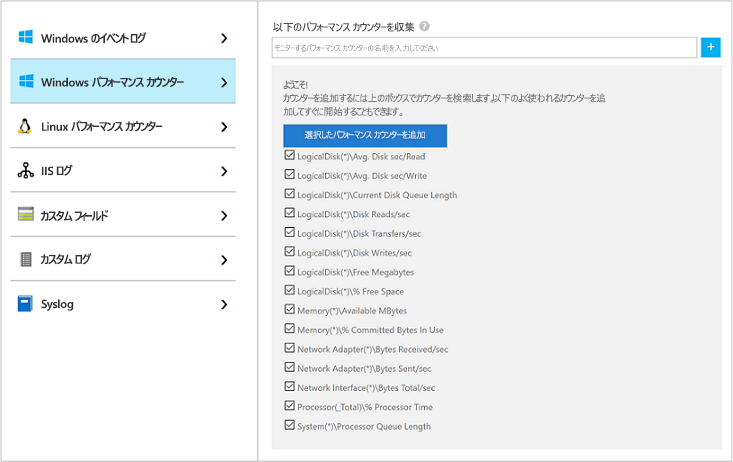 Windows のイベントログ
Windows パフォーマンス カウンター
Linux パフォーマンス カウンター
IIS ログ
カスタム フィールド
カスタム ログ
Syslog
以下のパフォーマンス カウンターを収集
モニターするパフォーマンス カウンターの名前を入力してください
ようこそ!
カウンターを追加するには上のボックスでカウンターを検索します,以下のよく使われるカウンターを追
加してすぐに開始することもできます。
選択したパフォーマンス カウンターを追加
LogicalDisk(*)\Avg. Disk sec/Read
LogicalDisk(*)\Avg. Disk sec/Write
LogicalDisk(*)\Current Disk Queue Length
LogicalDisk(*)\Disk Reads/sec
LogicalDisk(*)\Disk Transfers/sec
LogicalDisk(*)\Disk Writes/sec
LogicalDisk(*)\Free Megabytes
LogicalDisk(*)\% Free Space
Memory(*)\Available MBytes
Memory(*)\% Committed Bytes In Use
Network Adapter(*)\Bytes Received/sec
Network Adapter(*)\Bytes Sent/sec
Network Interface(*)\Bytes Total/sec
Processor(_Total)\% Processor Time
System(*)\Processor Queue Length